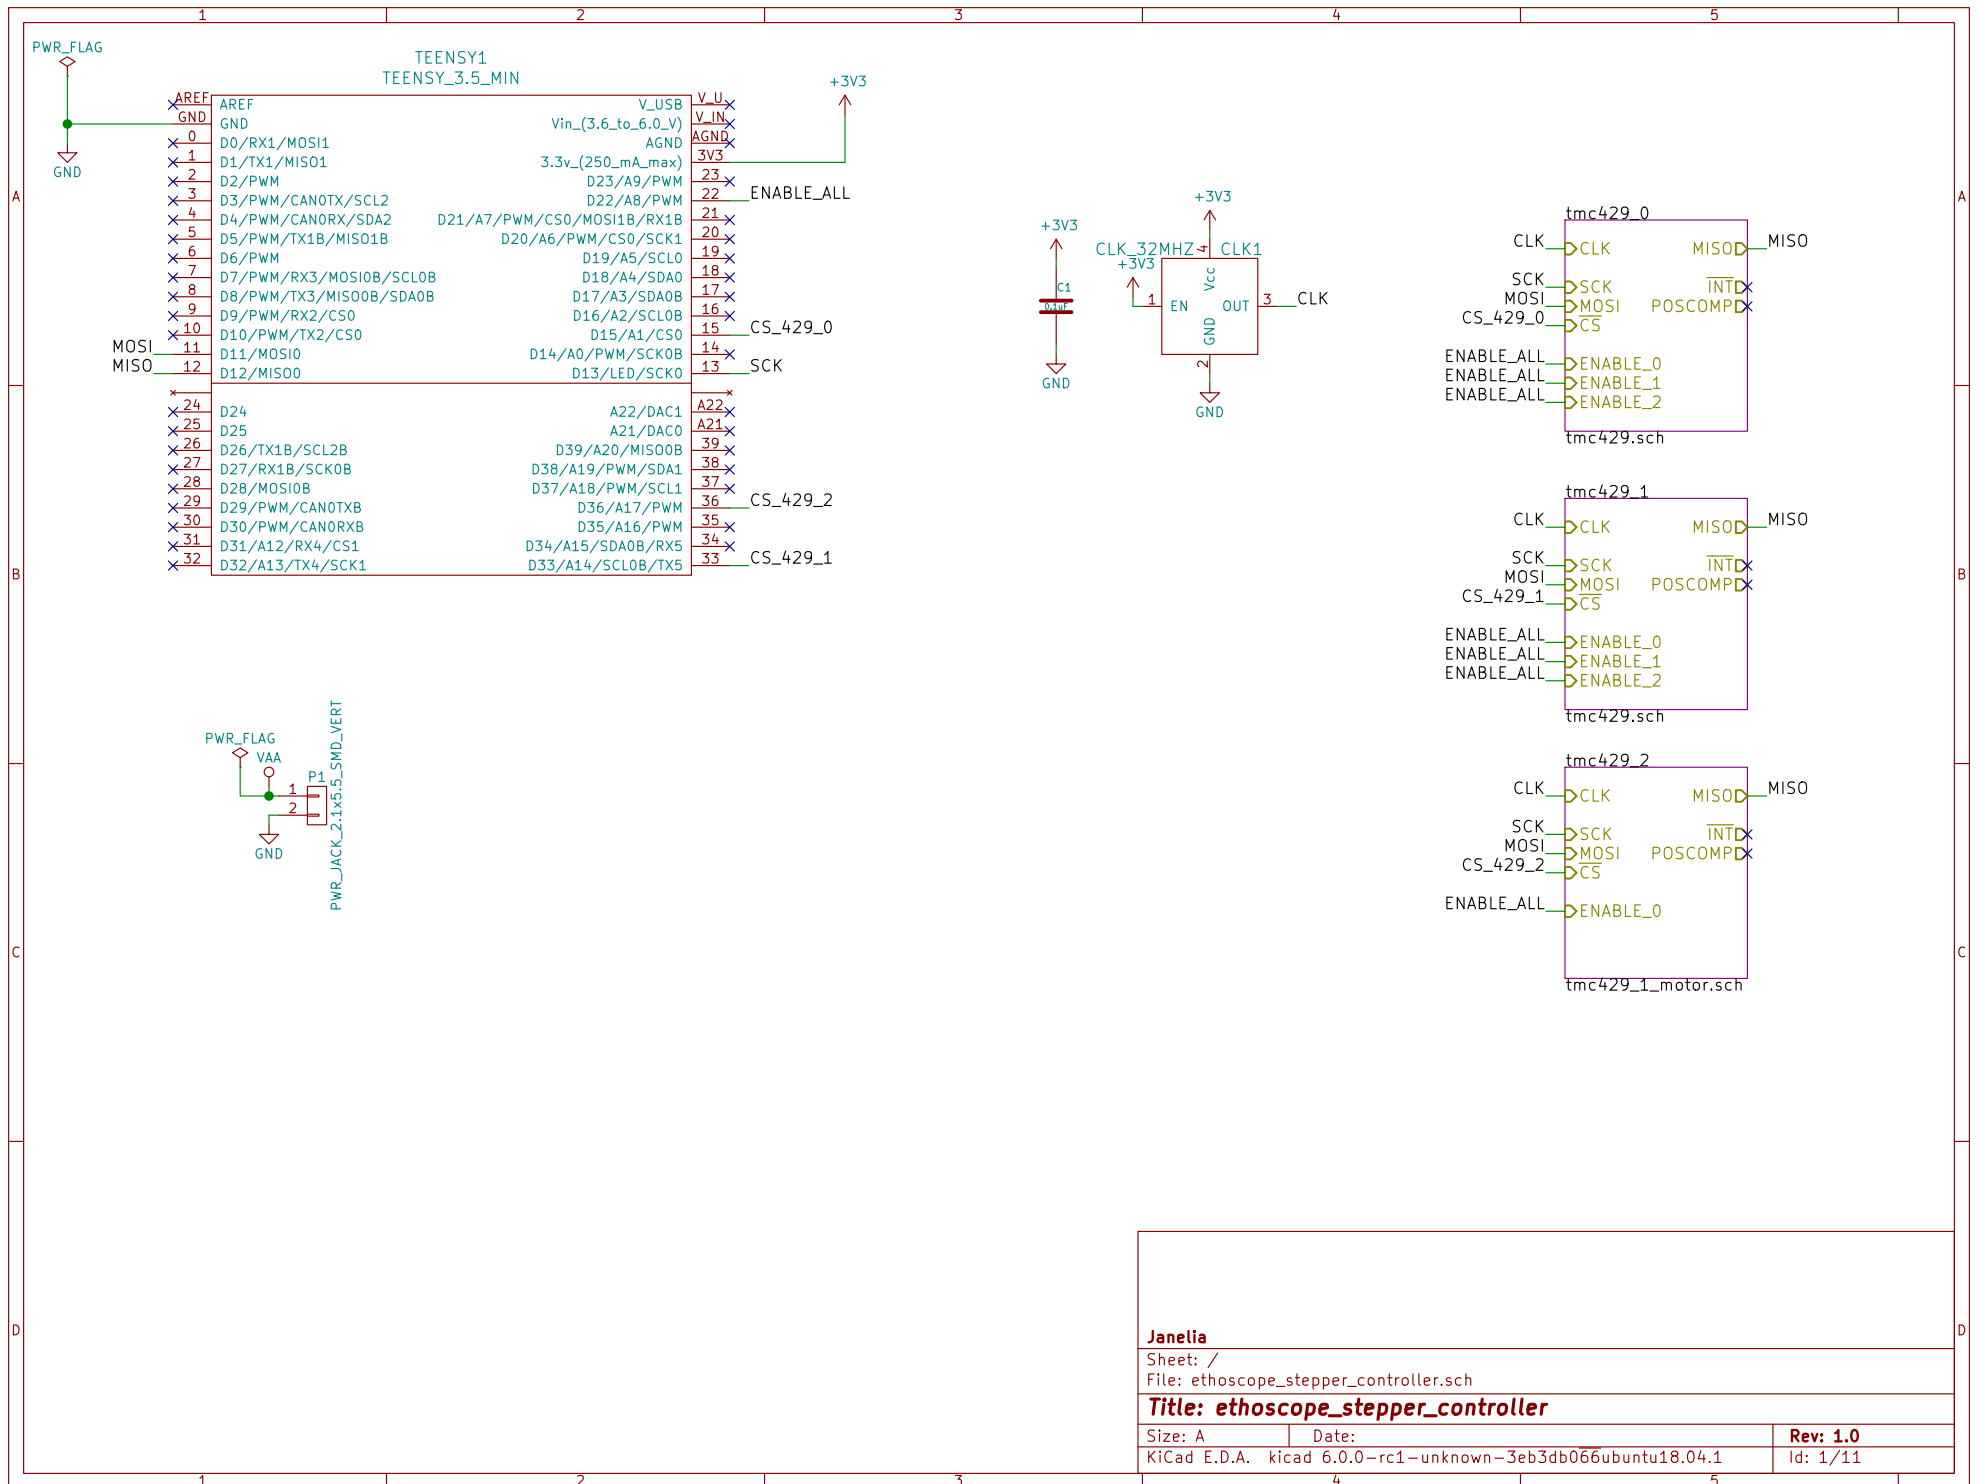 1 2 3 4 5
A
B
C
D
A
B
C
D
1 2 3 4 5
PWR_FLAG
GND
TEENSY1
TEENSY_3.5_MIN
AREF AREF
GND GND
0 D0/RX1/MOSI1
1 D1/TX1/MISO1
2 D2/PWM
3 D3/PWM/CAN0TX/SCL2
4 D4/PWM/CAN0RX/SDA2
5 D5/PWM/TX1B/MISO1B
6 D6/PWM
7 D7/PWM/RX3/MOSI0B/SCL0B
8 D8/PWM/TX3/MISO0B/SDA0B
9 D9/PWM/RX2/CS0
10 D10/PWM/TX2/CS0
MOSI 11 D11/MOSI0
MISO 12 D12/MISO0
24 D24
25 D25
26 D26/TX1B/SCL2B
27 D27/RX1B/SCK0B
28 D28/MOSI0B
29 D29/PWM/CAN0TXB
30 D30/PWM/CAN0RXB
31 D31/A12/RX4/CS1
32 D32/A13/TX4/SCK1
V_USB V_U
Vin_(3.6_to_6.0_V) V_IN
AGND AGND
3.3v_(250_mA_max) 3V3
+3V3
D23/A9/PWM 23
D22/A8/PWM 22 ENABLE_ALL
D21/A7/PWM/CS0/MOSI1B/RX1B 21
D20/A6/PWM/CS0/SCK1 20
D19/A5/SCL0 19
D18/A4/SDA0 18
D17/A3/SDA0B 17
D16/A2/SCL0B 16
D15/A1/CS0 15 CS_429_0
D14/A0/PWM/SCK0B 14
D13/LED/SCK0 13 SCK
A22/DAC1 A22
A21/DAC0 A21
D39/A20/MISO0B 39
D38/A19/PWM/SDA1 38
D37/A18/PWM/SCL1 37
D36/A17/PWM 36 CS_429_2
D35/A16/PWM 35
D34/A15/SDA0B/RX5 34
D33/A14/SCL0B/TX5 33 CS_429_1
PWR_FLAG
VAA
P1
1
2
GND
PWR_JACK_2.1x5.5_SMD_VERT
+3V3
C1
0.1uF
GND
+3V3
CLK_32MHZ CLK1
+3V3
4
Vcc
1 EN OUT 3 CLK
GND
2
GND
tmc429_0
CLK CLK MISO MISO
SCK SCK INT
MOSI MOSI POSCOMP
CS_429_0 CS
ENABLE_ALL ENABLE_0
ENABLE_ALL ENABLE_1
ENABLE_ALL ENABLE_2
tmc429.sch
tmc429_1
CLK CLK MISO MISO
SCK SCK INT
MOSI MOSI POSCOMP
CS_429_1 CS
ENABLE_ALL ENABLE_0
ENABLE_ALL ENABLE_1
ENABLE_ALL ENABLE_2
tmc429.sch
tmc429_2
CLK CLK MISO MISO
SCK SCK INT
MOSI MOSI POSCOMP
CS_429_2 CS
ENABLE_ALL ENABLE_0
tmc429_1_motor.sch
Janelia
Sheet: /
File: ethoscope_stepper_controller.sch
Title: ethoscope_stepper_controller
Size: A Date: Rev: 1.0
KiCad E.D.A. kicad 6.0.0-rc1-unknown-3eb3db066ubuntu18.04.1 Id: 1/11